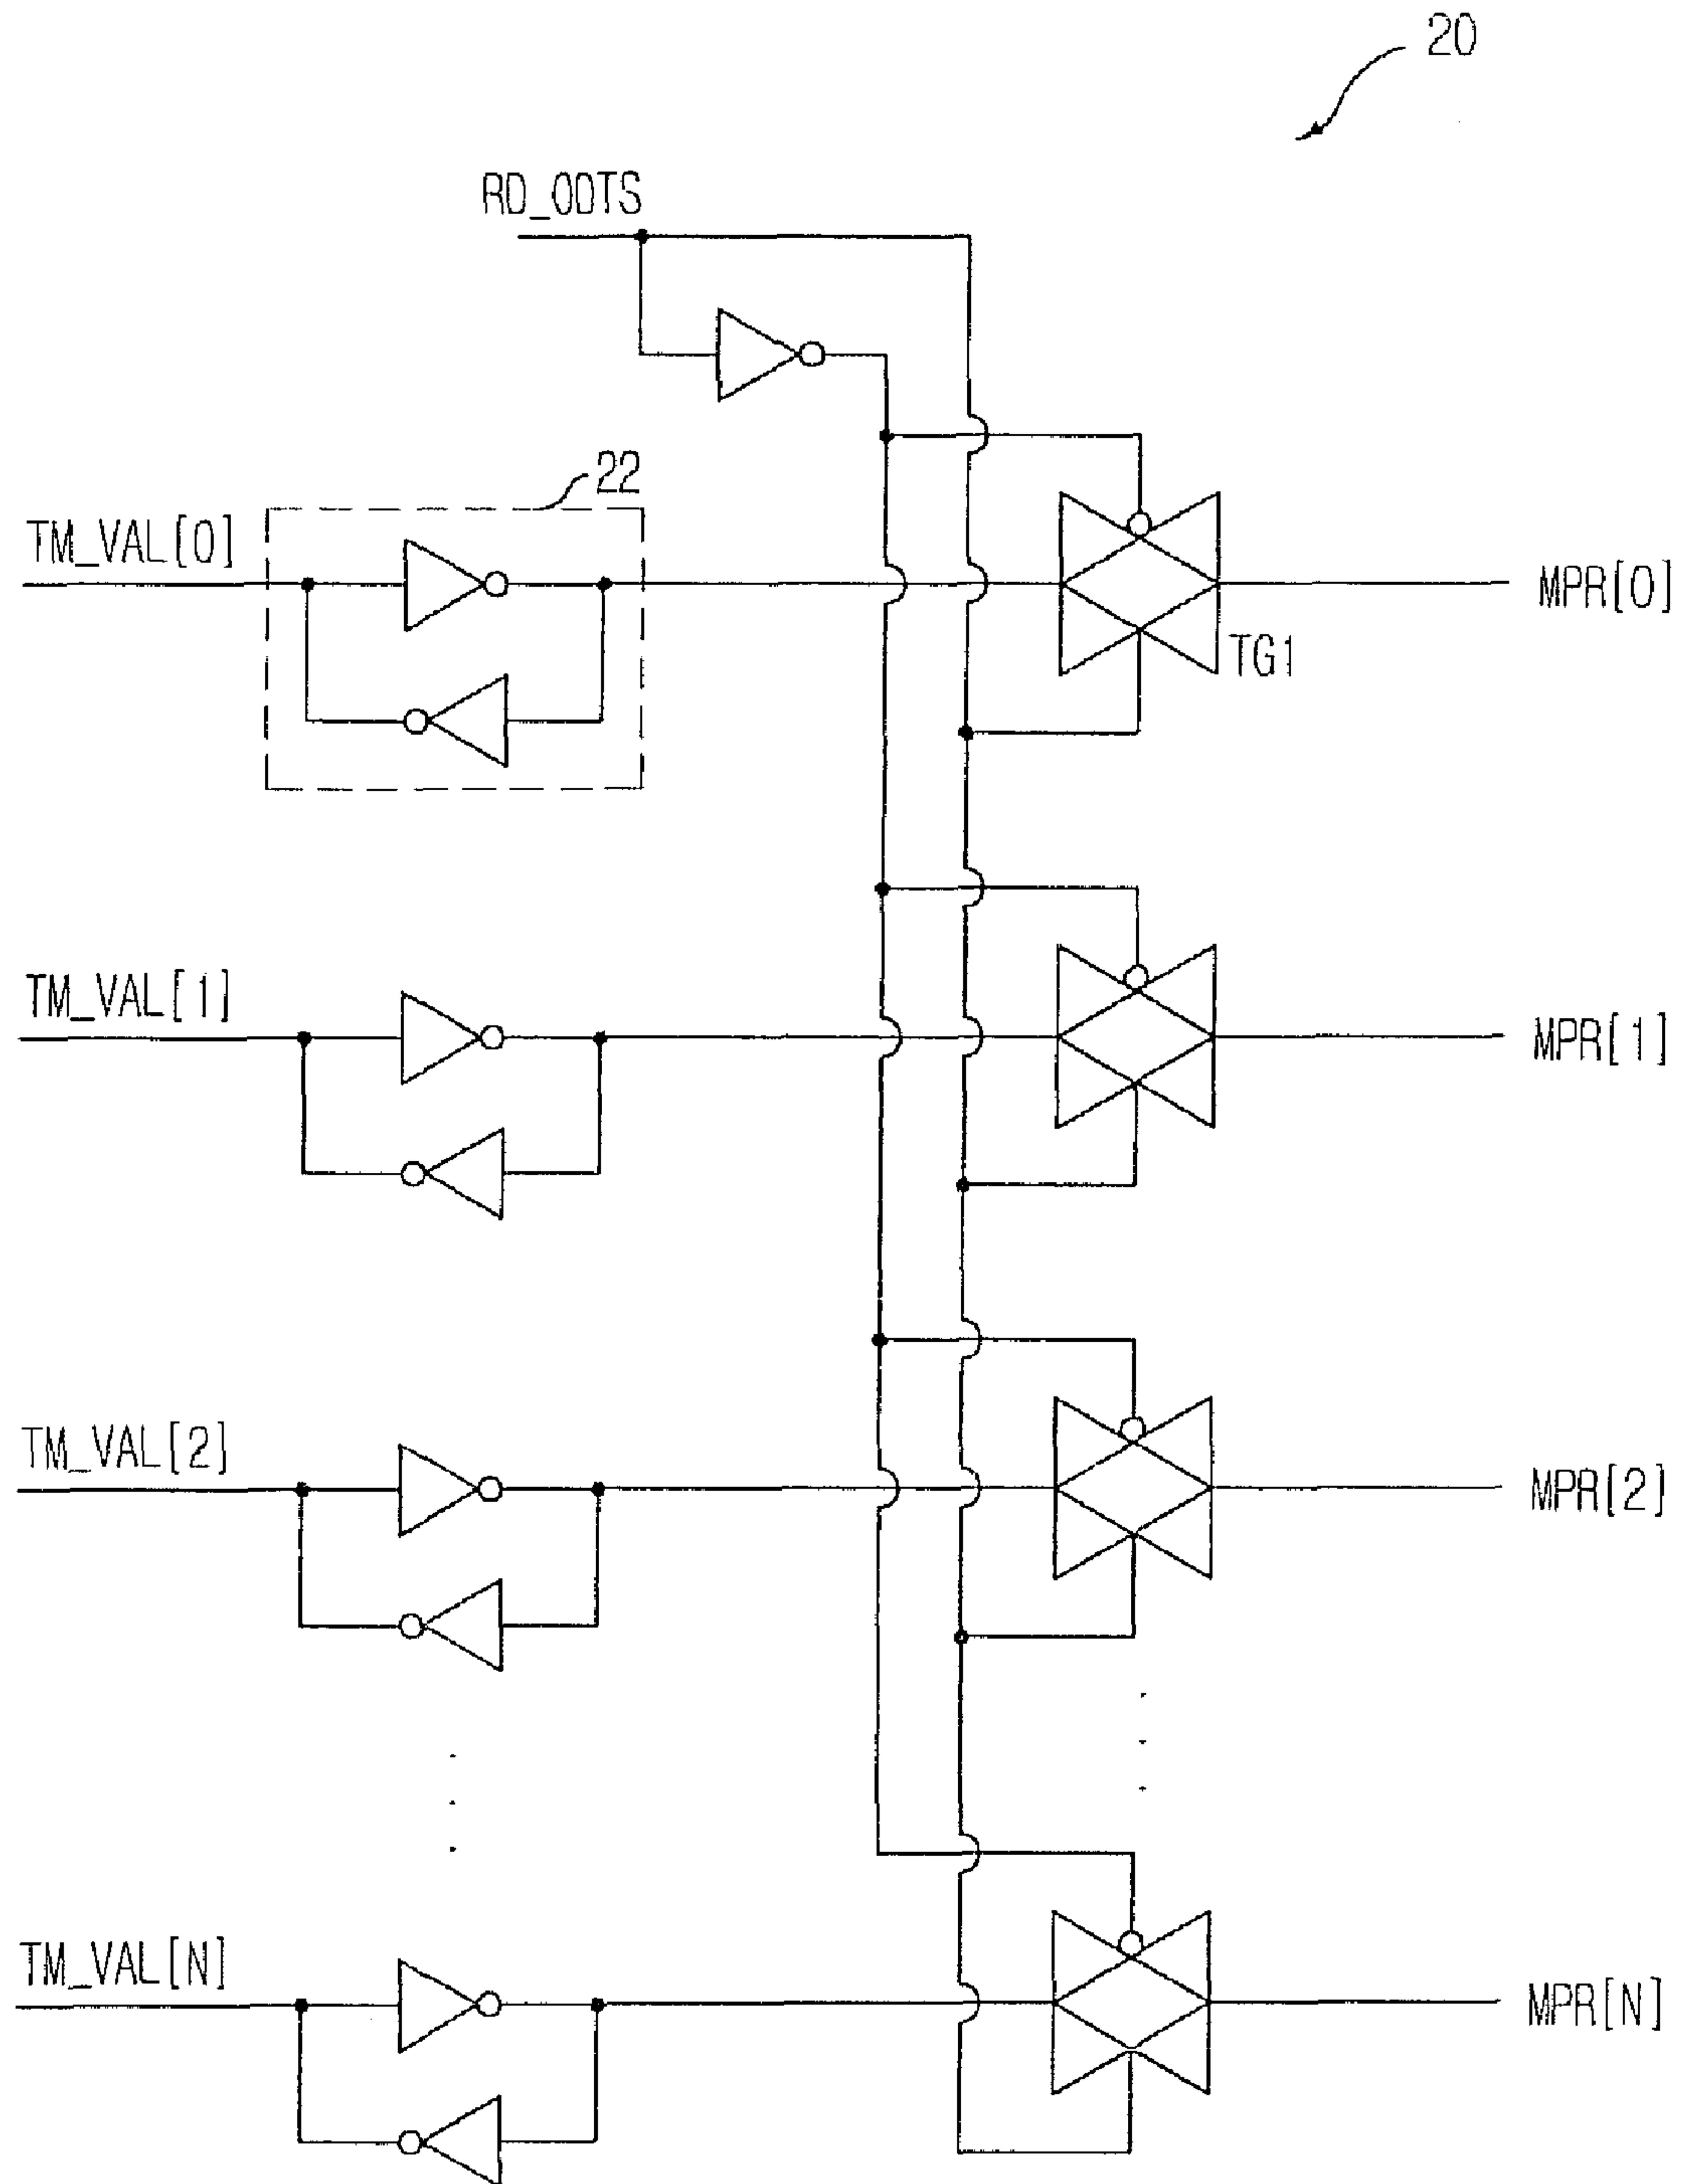 20
RD_ODTS
22
TM_VAL[0]
MPR[0]
TG1
TM_VAL[1]
MPR[1]
TM_VAL[2]
MPR[2]
TM_VAL[N]
MPR[N]